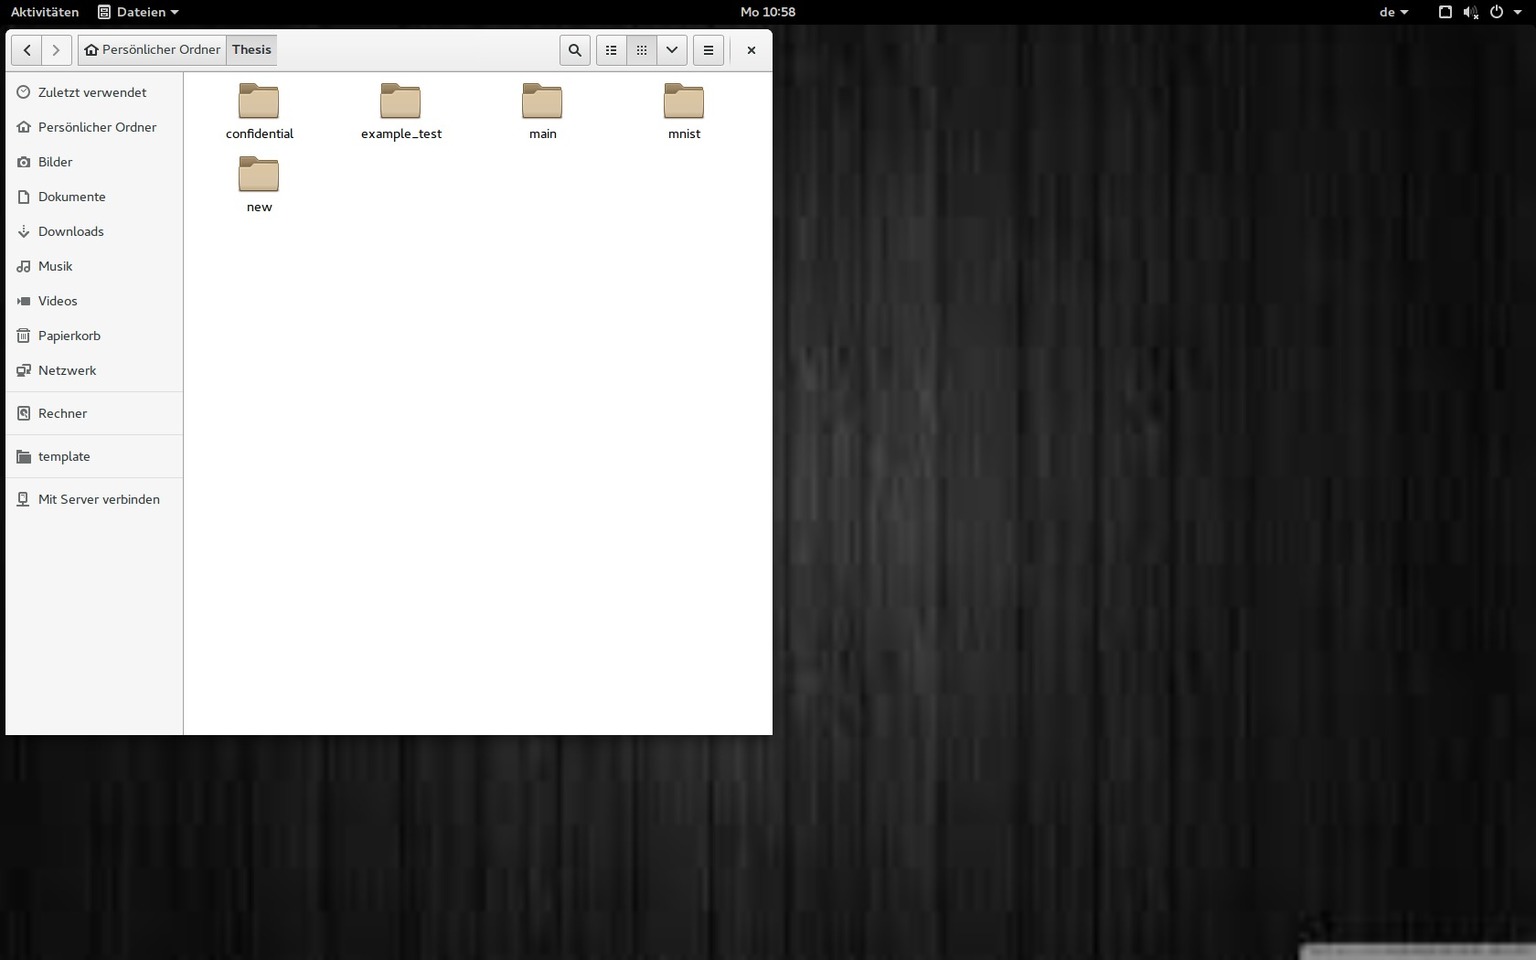 Aktivitäten Dateien Mo 10:58 de
Persönlicher Ordner Thesis
Zuletzt verwendet
Persönlicher Ordner
Bilder
Dokumente
Downloads
Musik
Videos
Papierkorb
Netzwerk
Rechner
template
Mit Server verbinden
confidential example_test main mnist
new